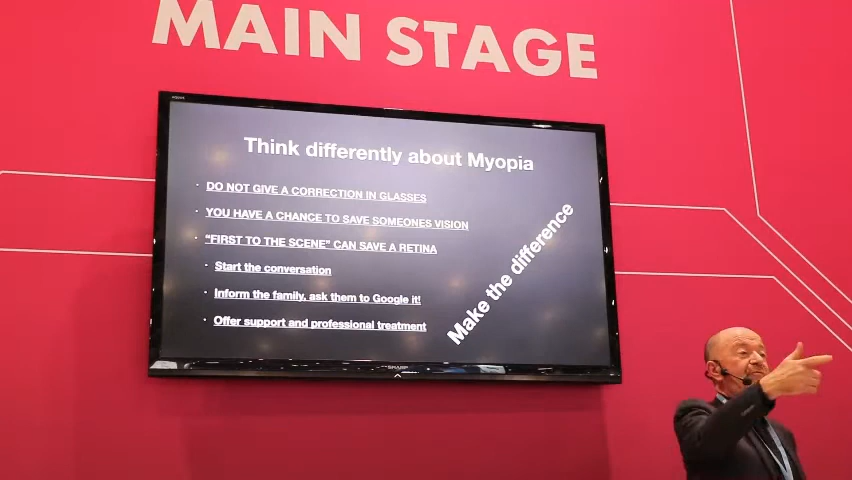 MAIN STAGE
Think differently about Myopia
· DO NOT GIVE A CORRECTION IN GLASSES
· YOU HAVE A CHANCE TO SAVE SOMEONES VISION
· "FIRST TO THE SCENE" CAN SAVE A RETINA
· Start the conversation
· Inform the family, ask them to Google it!
· Offer support and professional treatment
Make the difference
SHARP